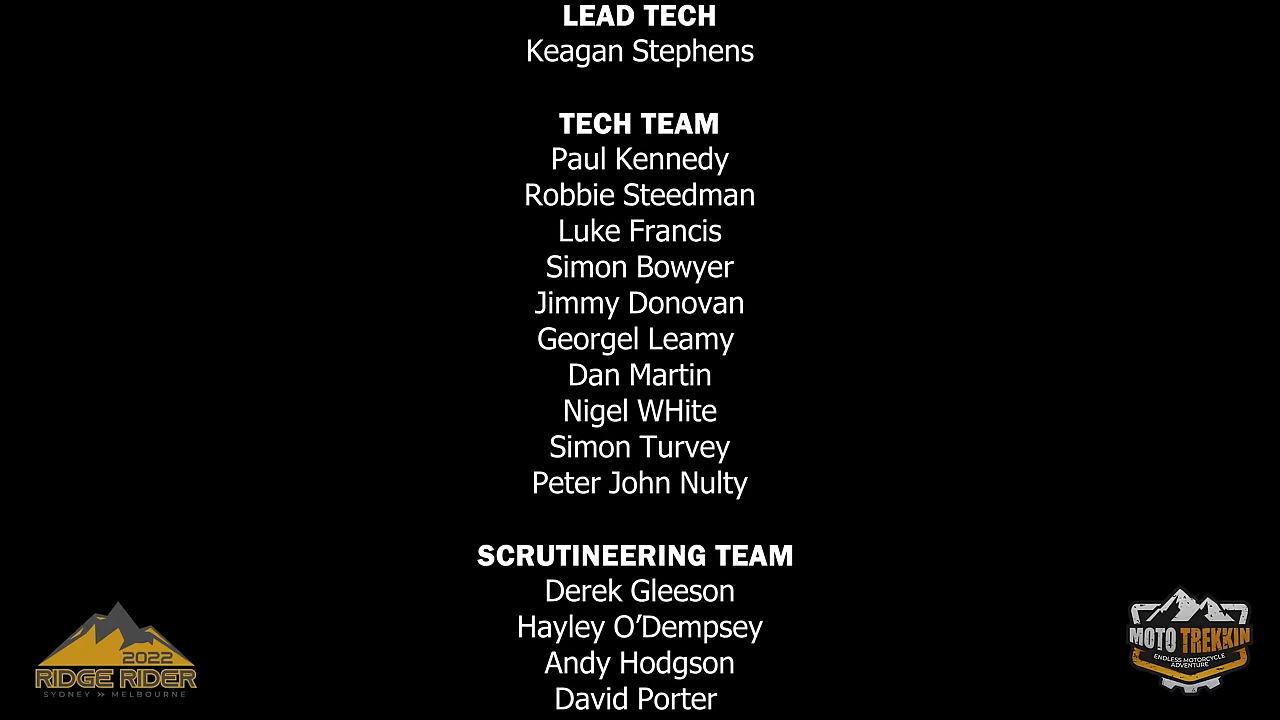 LEAD TECH
Keagan Stephens
TECH TEAM
Paul Kennedy
Robbie Steedman
Luke Francis
Simon Bowyer
Jimmy Donovan
Georgel Leamy
Dan Martin
Nigel WHite
Simon Turvey
Peter John Nulty
SCRUTINEERING TEAM
Derek Gleeson
Hayley O’Dempsey
Andy Hodgson
David Porter
2022
RIDGE RIDER
SYDNEY >> MELBOURNE
MOTO TREKKIN
ENDLESS MOTORCYCLE
ADVENTURE